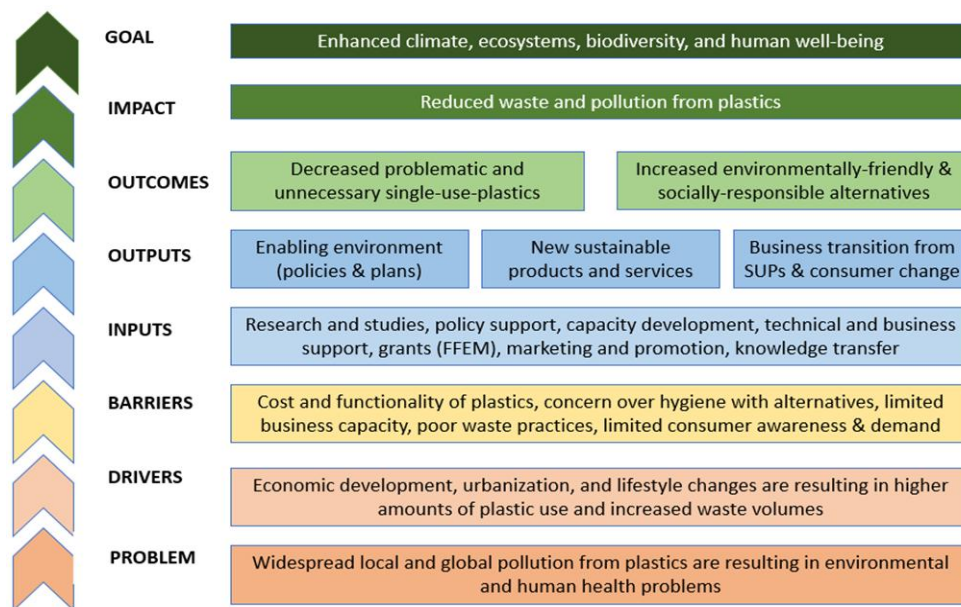 GOAL
Enhanced climate, ecosystems, biodiversity, and human well-being
IMPACT
Reduced waste and pollution from plastics
OUTCOMES
Decreased problematic and
unnecessary single-use-plastics
Increased environmentally-friendly &
socially-responsible alternatives
OUTPUTS
Enabling environment
(policies & plans)
New sustainable
products and services
Business transition from
SUPs & consumer change
INPUTS
Research and studies, policy support, capacity development, technical and business
support, grants (FFEM), marketing and promotion, knowledge transfer
BARRIERS
Cost and functionality of plastics, concern over hygiene with alternatives, limited
business capacity, poor waste practices, limited consumer awareness & demand
DRIVERS
Economic development, urbanization, and lifestyle changes are resulting in higher
amounts of plastic use and increased waste volumes
PROBLEM
Widespread local and global pollution from plastics are resulting in environmental
and human health problems